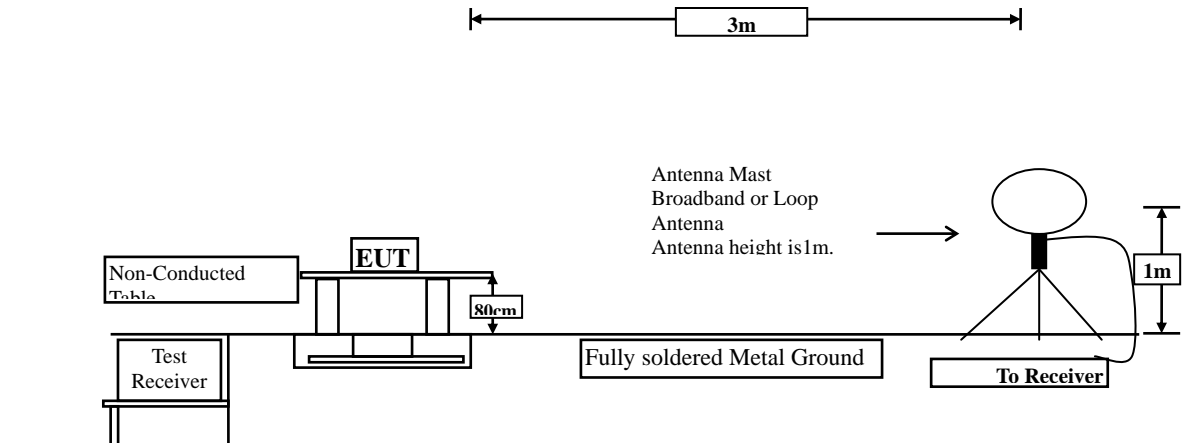 3m
Antenna Mast
Broadband or Loop
Antenna
Antenna height is1m.
EUT
Non-Conducted
Table
80cm
1m
Test
Receiver
Fully soldered Metal Ground
To Receiver